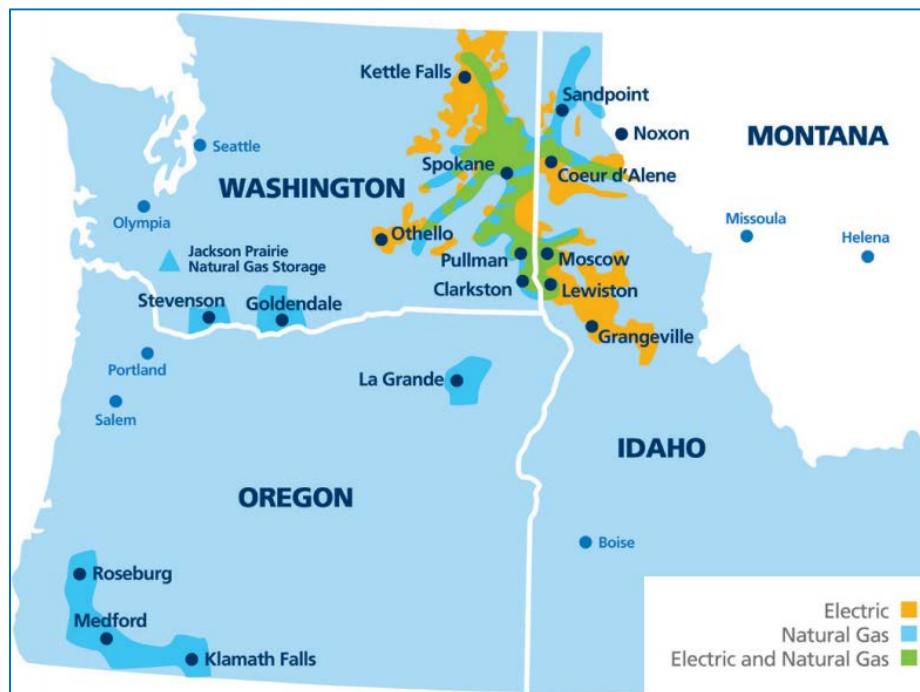 Kettle Falls
Sandpoint
Noxon
MONTANA
Seattle
Spokane
Coeur d'Alene
WASHINGTON
Missoula
Olympia
Helena
Othello
Jackson Prairie
Natural Gas Storage
Pullman
Moscow
Clarkston
Lewiston
Stevenson
Goldendale
Grangeville
Portland
La Grande
Salem
IDAHO
OREGON
Boise
Roseburg
Medford
Klamath Falls
Electric
Natural Gas
Electric and Natural Gas